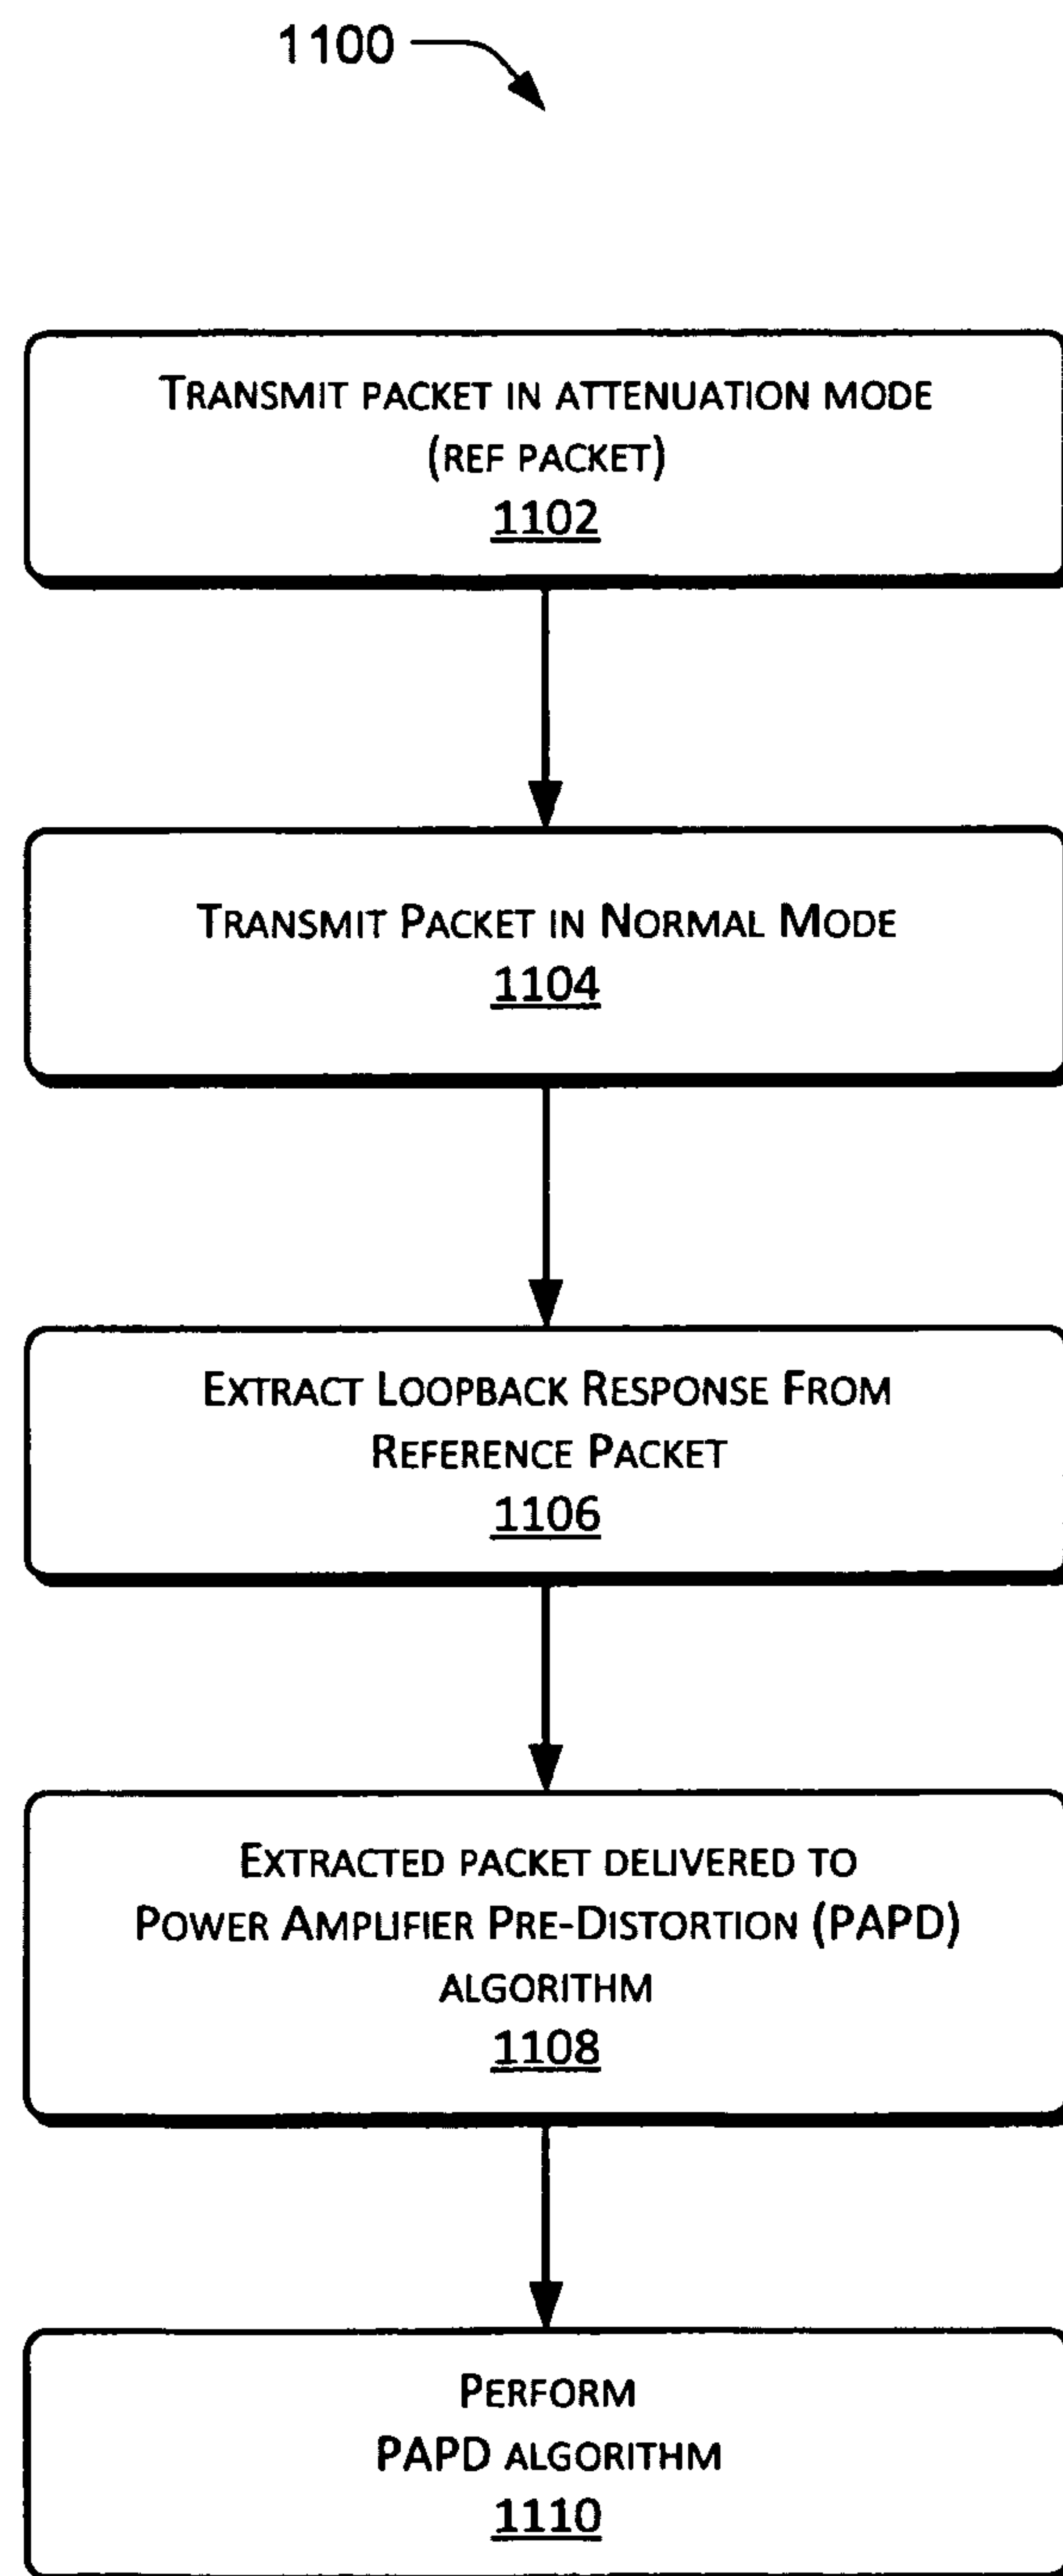 1100
TRANSMIT PACKET IN ATTENUATION MODE
(REF PACKET)
1102
TRANSMIT PACKET IN NORMAL MODE
1104
EXTRACT LOOPBACK RESPONSE FROM
REFERENCE PACKET
1106
EXTRACTED PACKET DELIVERED TO
POWER AMPLIFIER PRE-DISTORTION (PAPD)
ALGORITHM
1108
PERFORM
PAPD ALGORITHM
1110